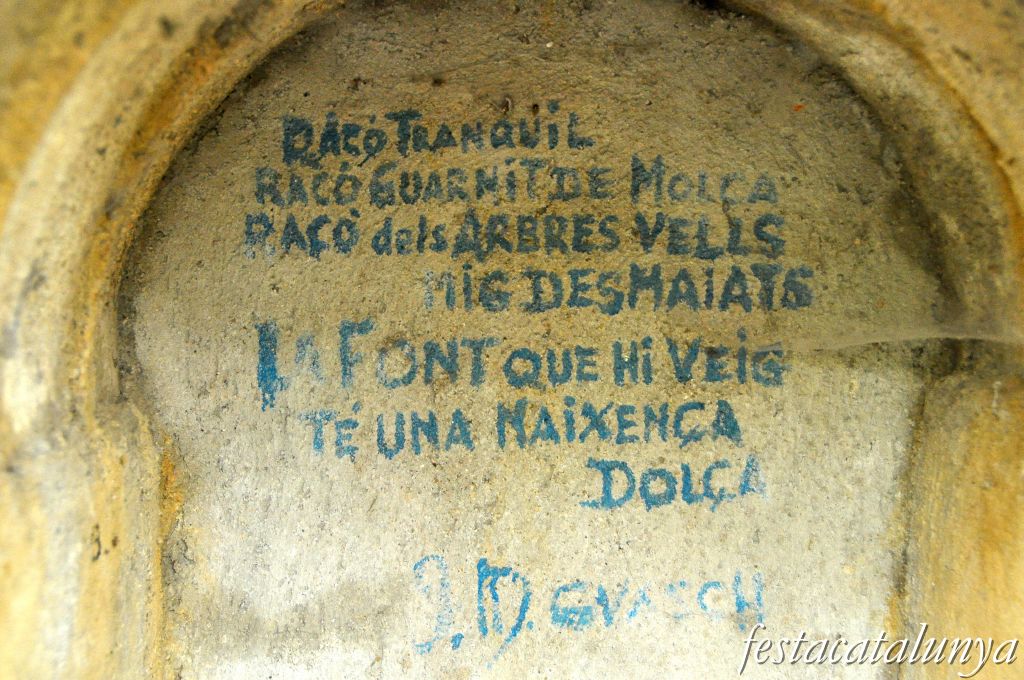 RAÇÓ TRANQUIL
RAÇÓ GUARNIT DE MOLÇA
RAÇÓ dels ARBRES VELLS
MIG DESMAIATS
LA FONT QUE HI VEIG
TÉ UNA NAIXENÇA
DOLÇA
J. M. GUASCH
festacatalunya